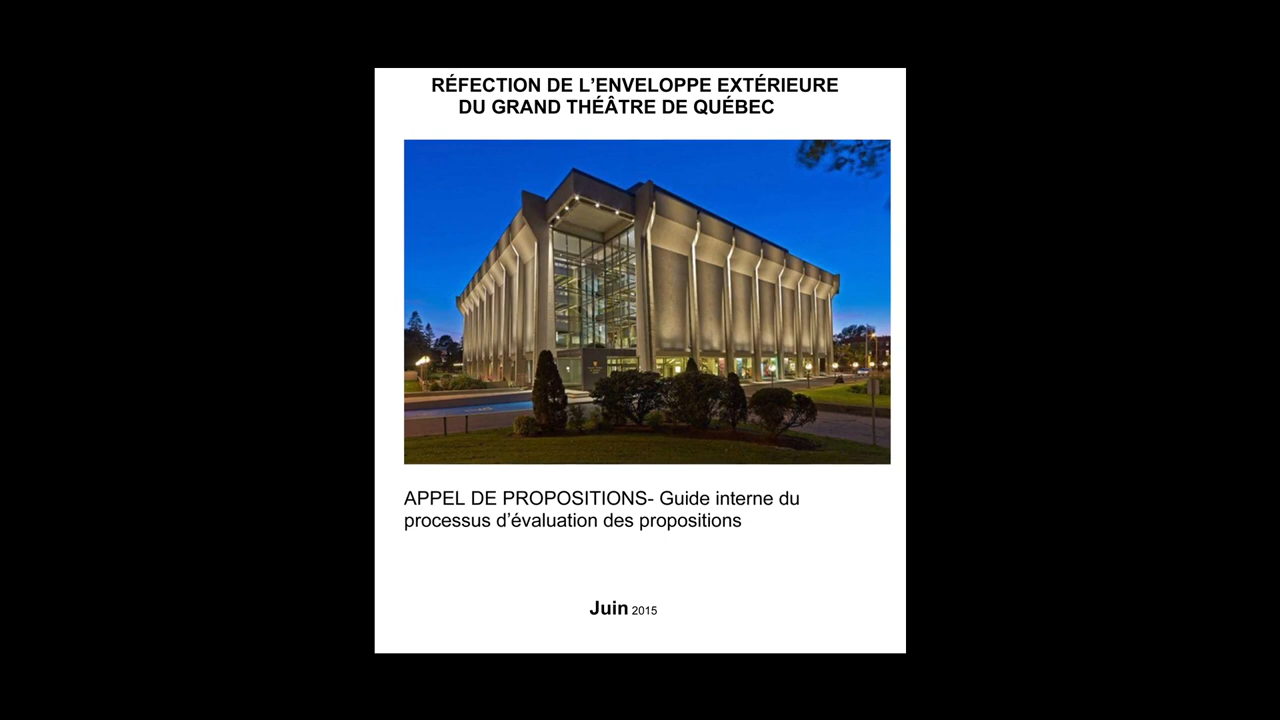 RÉFECTION DE L’ENVELOPPE EXTÉRIEURE
DU GRAND THÉÂTRE DE QUÉBEC
APPEL DE PROPOSITIONS- Guide interne du
processus d’évaluation des propositions
Juin 2015